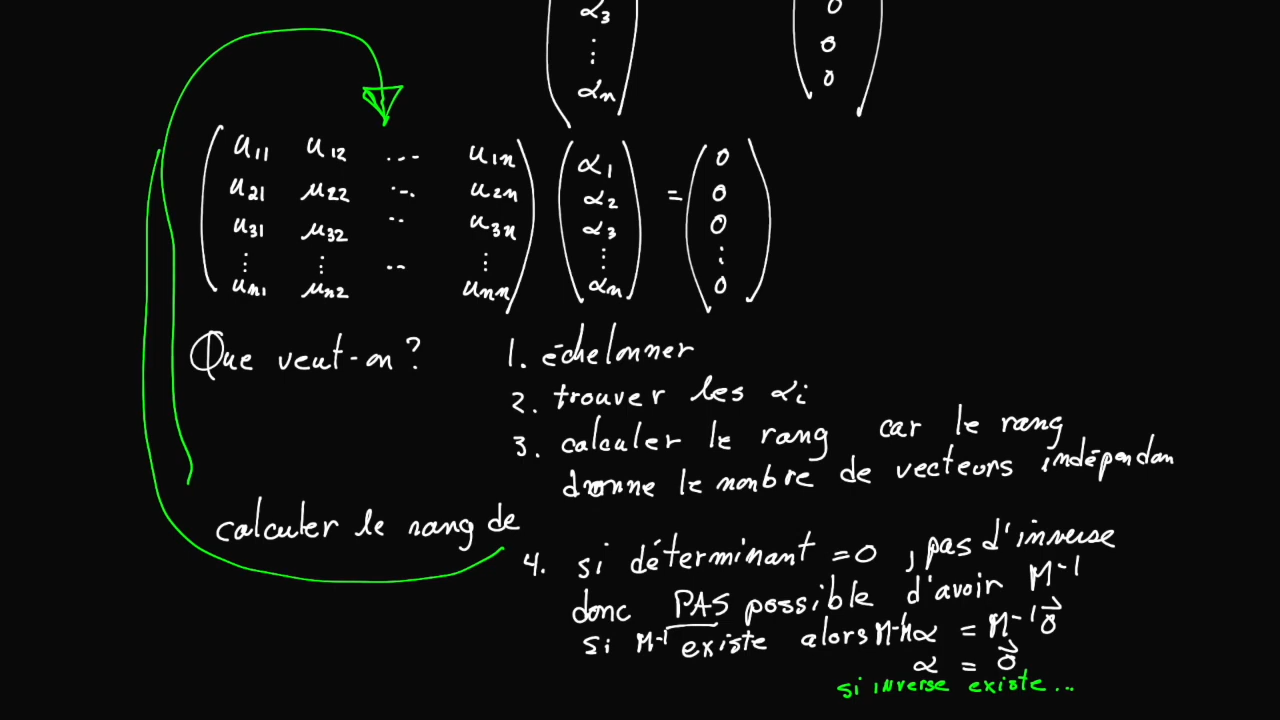 α3 0
⋮ 0
αn 0
u11 u12 ... u1n α1 0
u21 u22 ... u2n α2 = 0
u31 u32 .. u3n α3 0
⋮ ⋮ .. ⋮ ⋮ ⋮
un1 un2 unn αn 0
Que veut-on ?
1. échelonner
2. trouver les αi
3. calculer le rang car le rang
donne le nombre de vecteurs indépendan
calculer le rang de
4. si déterminant = 0 , pas d'inverse
donc PAS possible d'avoir M⁻¹
si M⁻¹ existe alors M⁻¹Mα = M⁻¹0⃗
α = 0⃗
si inverse existe...